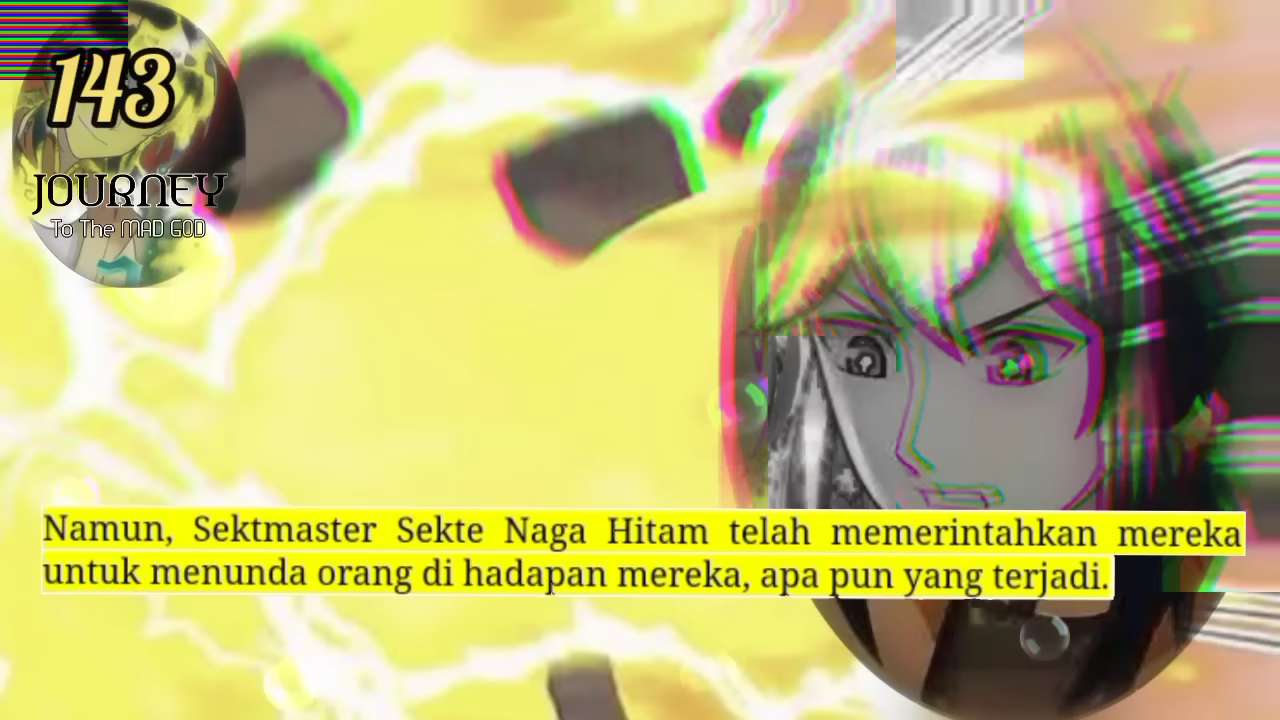 143
JOURNEY
To The MAD GOD
Namun, Sektmaster Sekte Naga Hitam telah memerintahkan mereka
untuk menunda orang di hadapan mereka, apa pun yang terjadi.